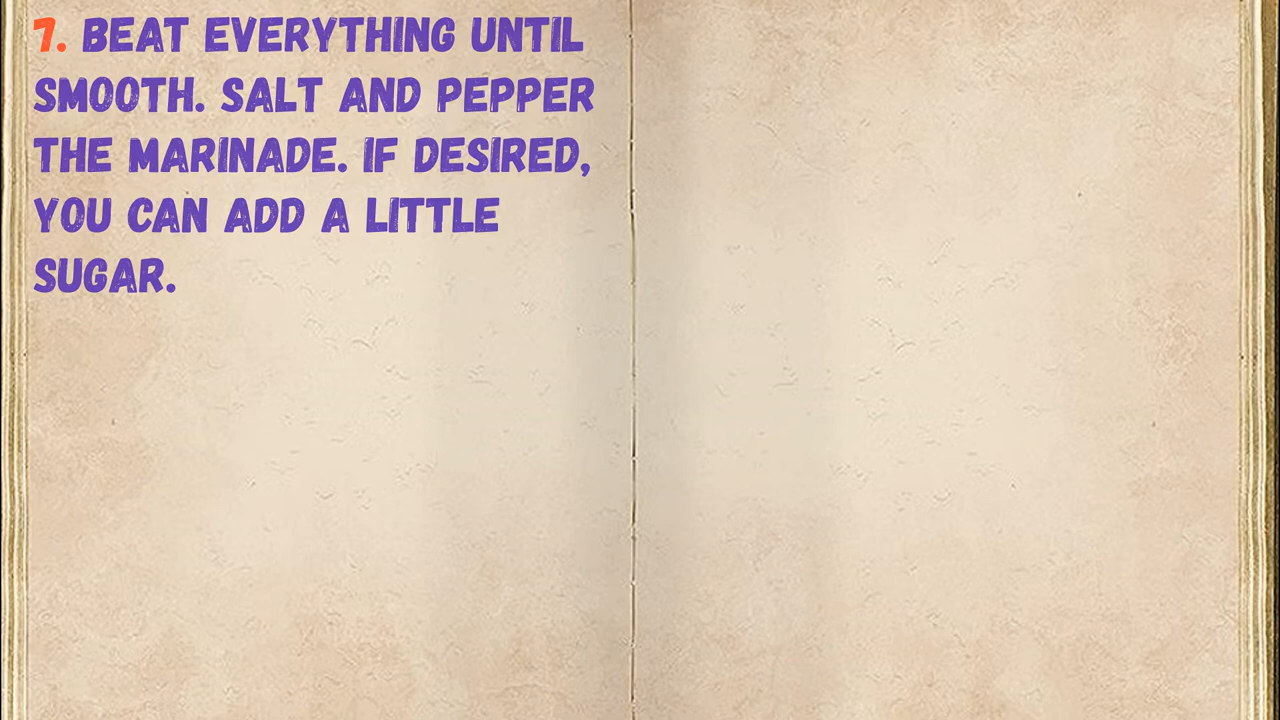 7. BEAT EVERYTHING UNTIL
SMOOTH. SALT AND PEPPER
THE MARINADE. IF DESIRED,
YOU CAN ADD A LITTLE
SUGAR.